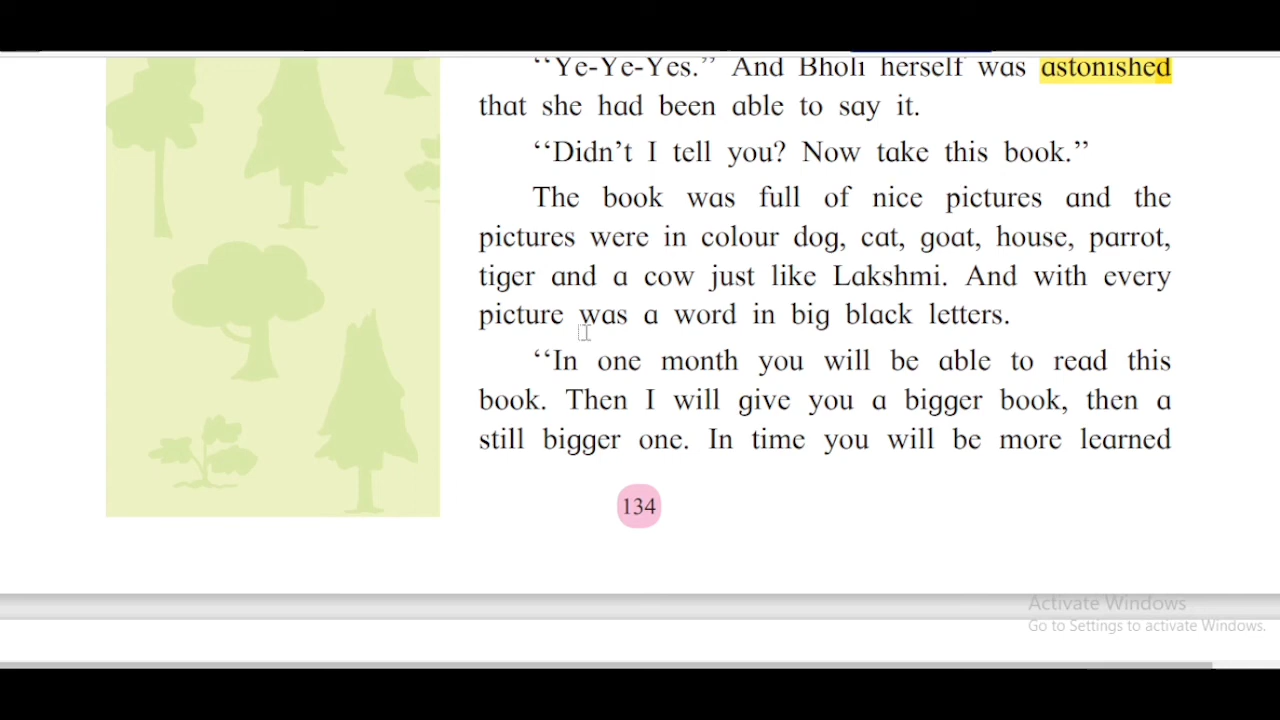 ‘‘Ye-Ye-Yes.’’ And Bholi herself was astonished
that she had been able to say it.
‘‘Didn’t I tell you? Now take this book.’’
The book was full of nice pictures and the
pictures were in colour dog, cat, goat, house, parrot,
tiger and a cow just like Lakshmi. And with every
picture was a word in big black letters.
‘‘In one month you will be able to read this
book. Then I will give you a bigger book, then a
still bigger one. In time you will be more learned
134
Activate Windows
Go to Settings to activate Windows.